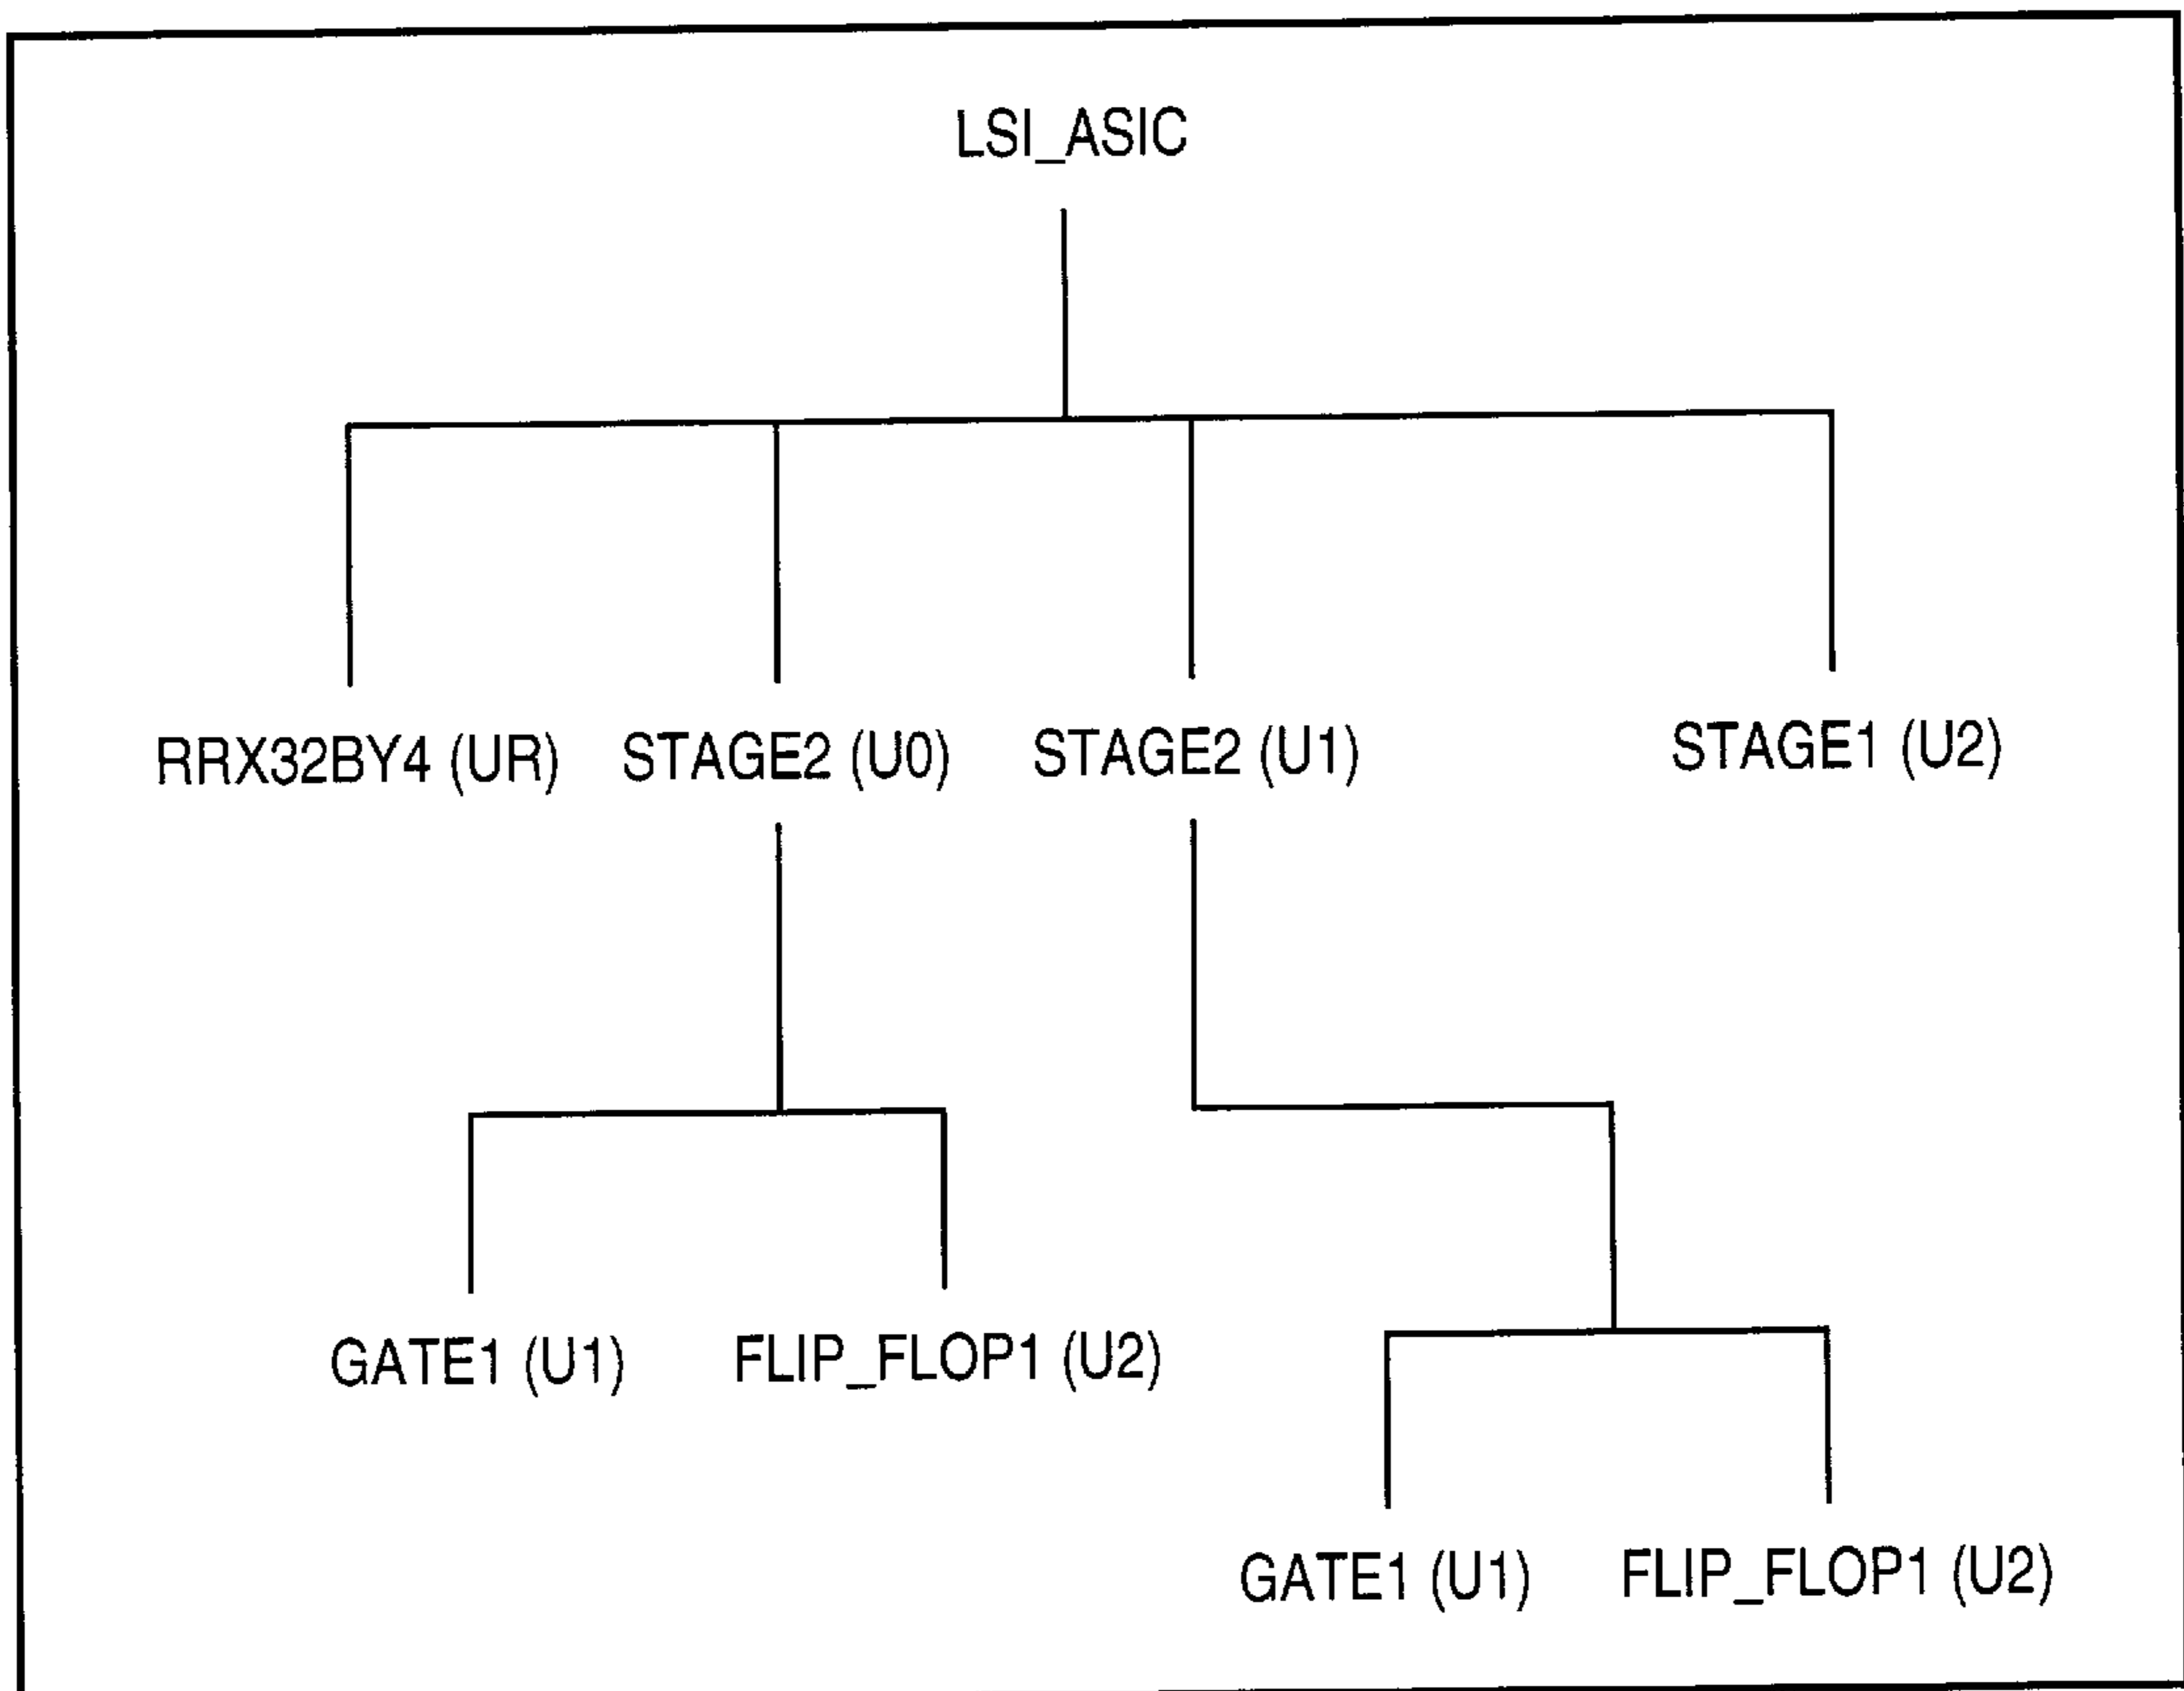 LSI_ASIC
RRX32BY4 (UR) STAGE2 (U0) STAGE2 (U1) STAGE1 (U2)
GATE1 (U1) FLIP_FLOP1 (U2)
GATE1 (U1) FLIP_FLOP1 (U2)